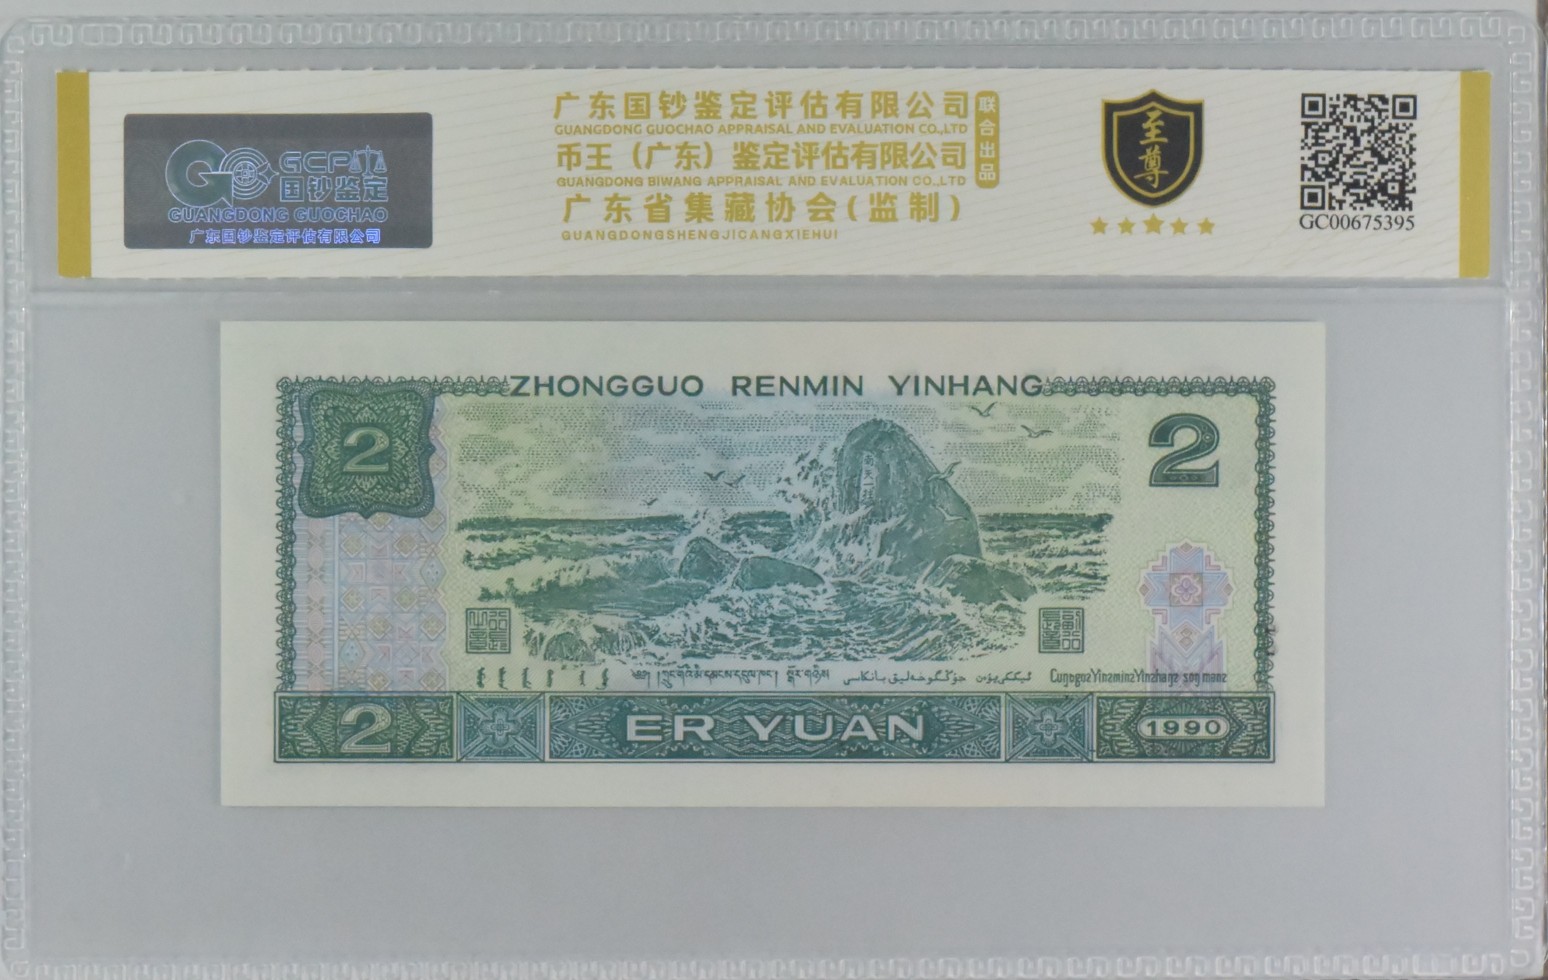 GCP
国钞鉴定
GUANGDONG GUOCHAO
广东国钞鉴定评估有限公司
广东国钞鉴定评估有限公司
GUANGDONG GUOCHAO APPRAISAL AND EVALUATION CO.,LTD
币王（广东）鉴定评估有限公司
GUANGDONG BIWANG APPRAISAL AND EVALUATION CO.,LTD
广东省集藏协会(监制)
GUANGDONGSHENGJICANGXIEHUI
联合出品
至尊
GC00675395
ZHONGGUO RENMIN YINHANG
2
2
2
ER YUAN
1990